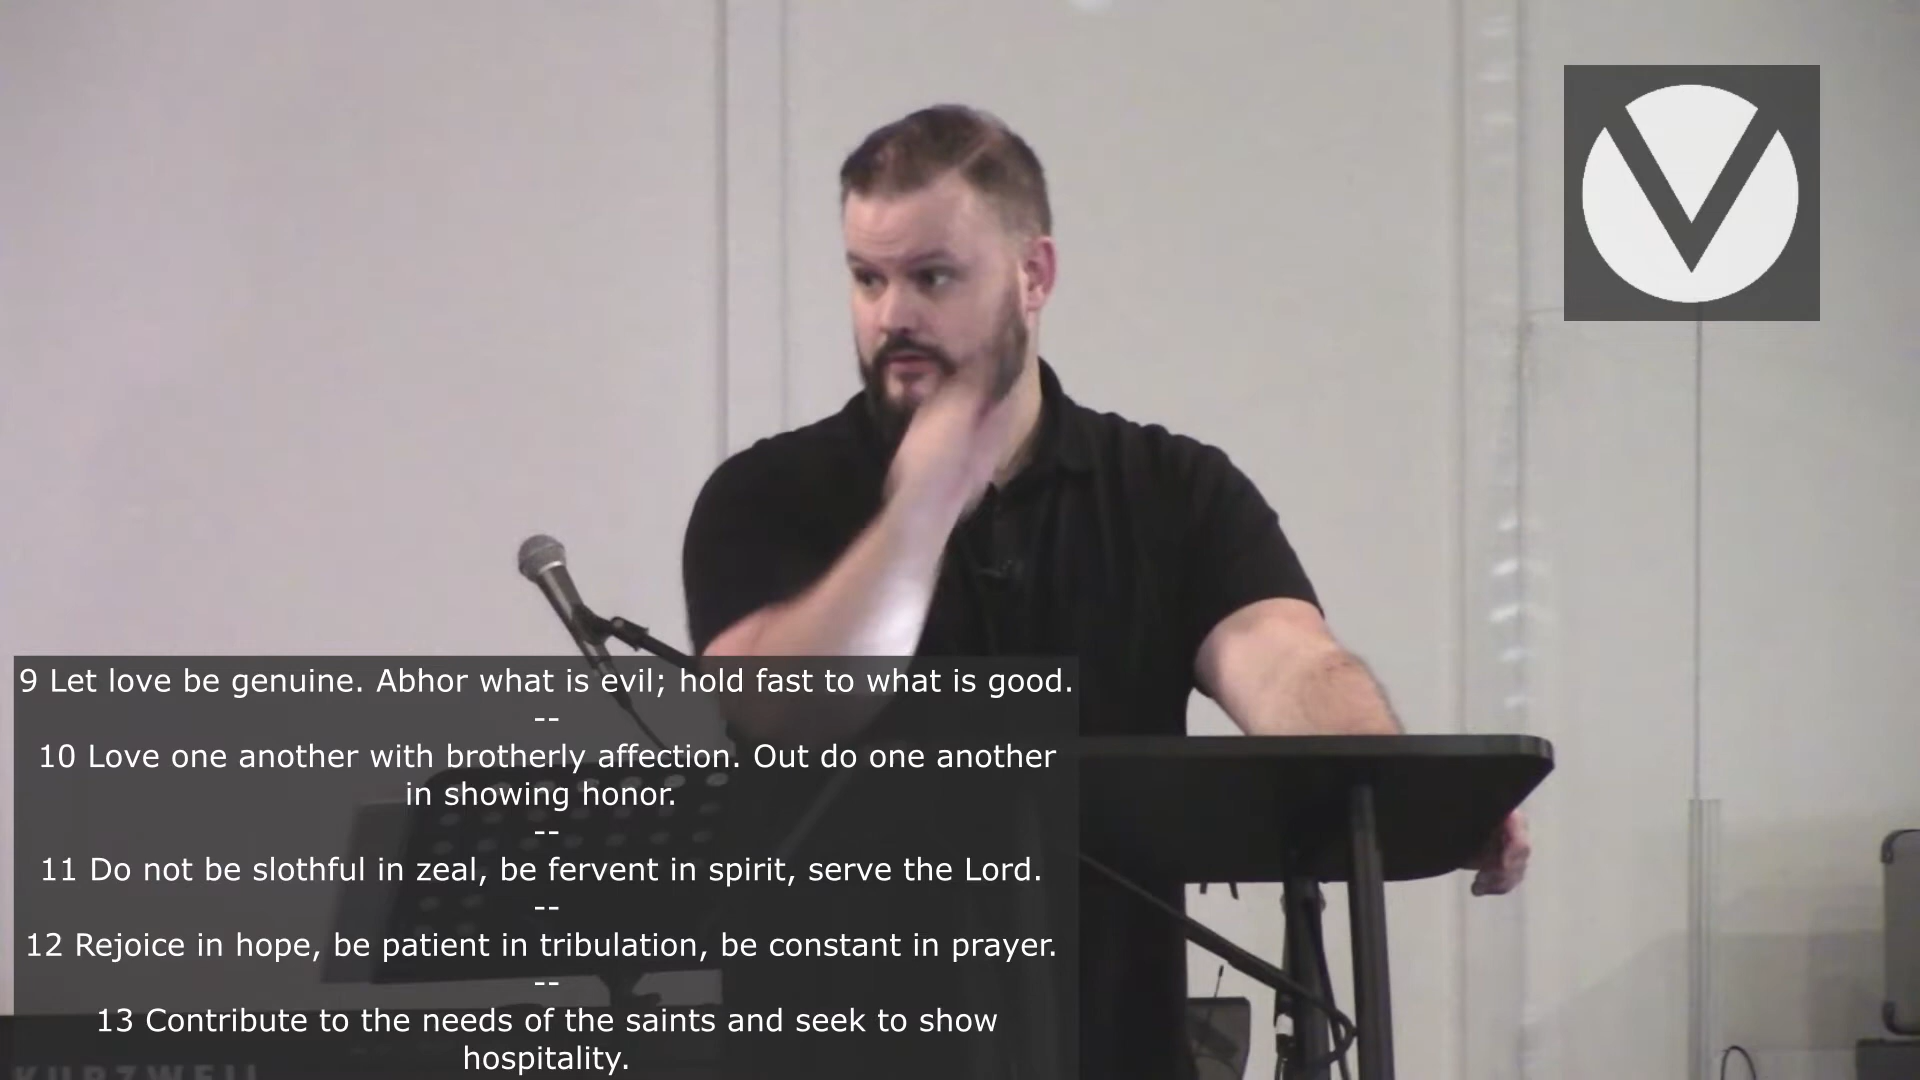 9 Let love be genuine. Abhor what is evil; hold fast to what is good.
--
10 Love one another with brotherly affection. Out do one another
in showing honor.
--
11 Do not be slothful in zeal, be fervent in spirit, serve the Lord.
--
12 Rejoice in hope, be patient in tribulation, be constant in prayer.
--
13 Contribute to the needs of the saints and seek to show
hospitality.
KURZWEIL
V